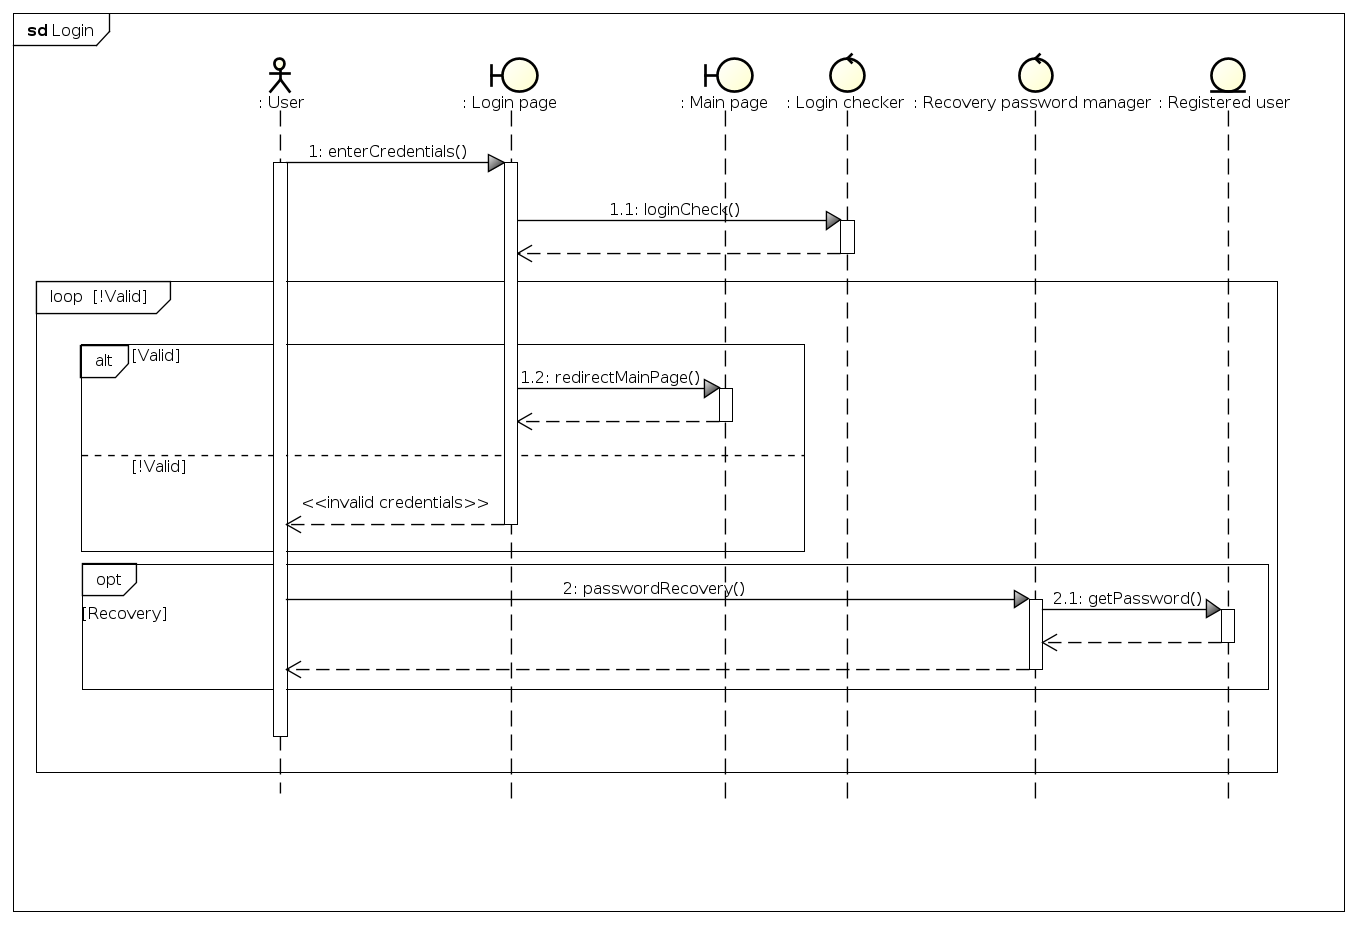 sd Login
: User
: Login page
: Main page
: Login checker
: Recovery password manager
: Registered user
1: enterCredentials()
1.1: loginCheck()
loop [!Valid]
alt
[Valid]
1.2: redirectMainPage()
[!Valid]
<<invalid credentials>>
opt
2: passwordRecovery()
2.1: getPassword()
[Recovery]